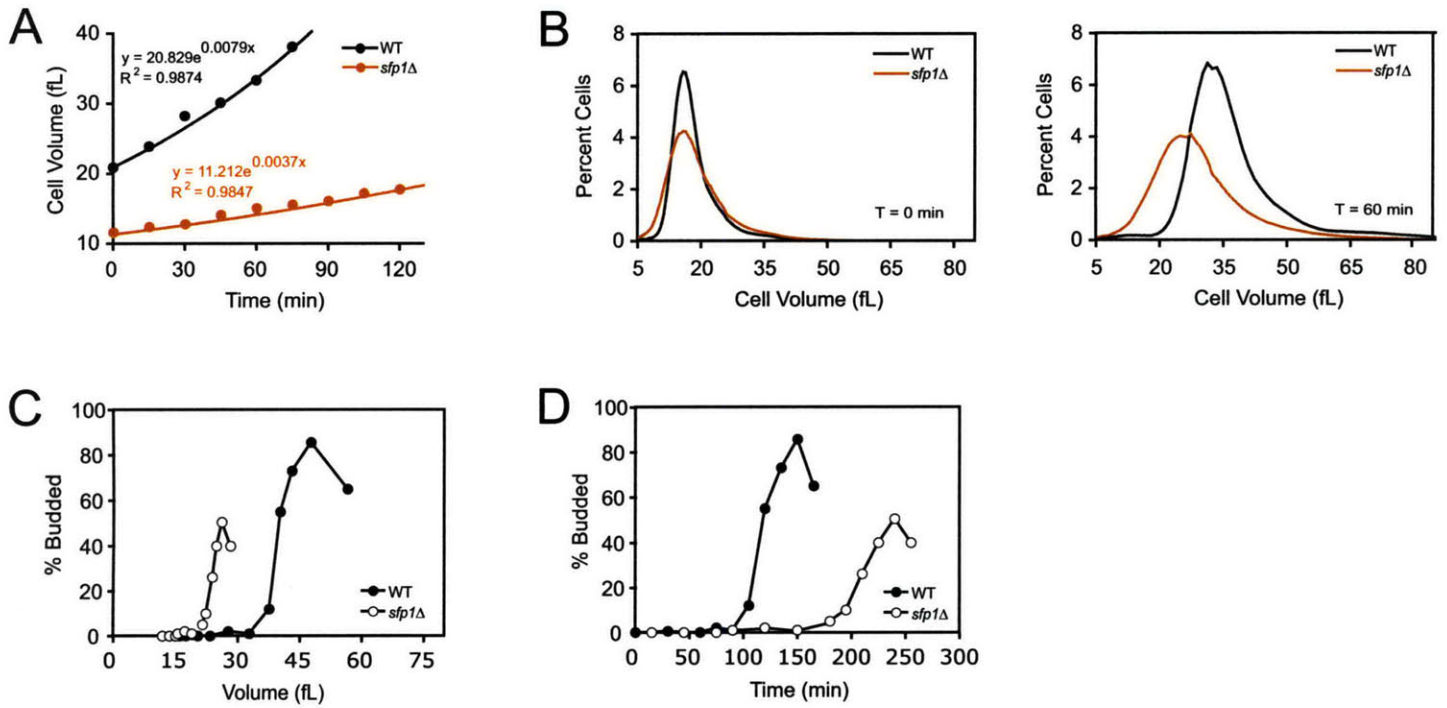 A
40
30
20
10
Cell Volume (fL)
y = 20.829e^0.0079x
R² = 0.9874
y = 11.212e^0.0037x
R² = 0.9847
WT
sfp1Δ
0 30 60 90 120
Time (min)
B
8
6
4
2
0
Percent Cells
WT
sfp1Δ
T = 0 min
5 20 35 50 65 80
Cell Volume (fL)
8
6
4
2
0
Percent Cells
WT
sfp1Δ
T = 60 min
5 20 35 50 65 80
Cell Volume (fL)
C
100
80
60
40
20
0
% Budded
WT
sfp1Δ
0 15 30 45 60 75
Volume (fL)
D
100
80
60
40
20
0
% Budded
WT
sfp1Δ
0 50 100 150 200 250 300
Time (min)